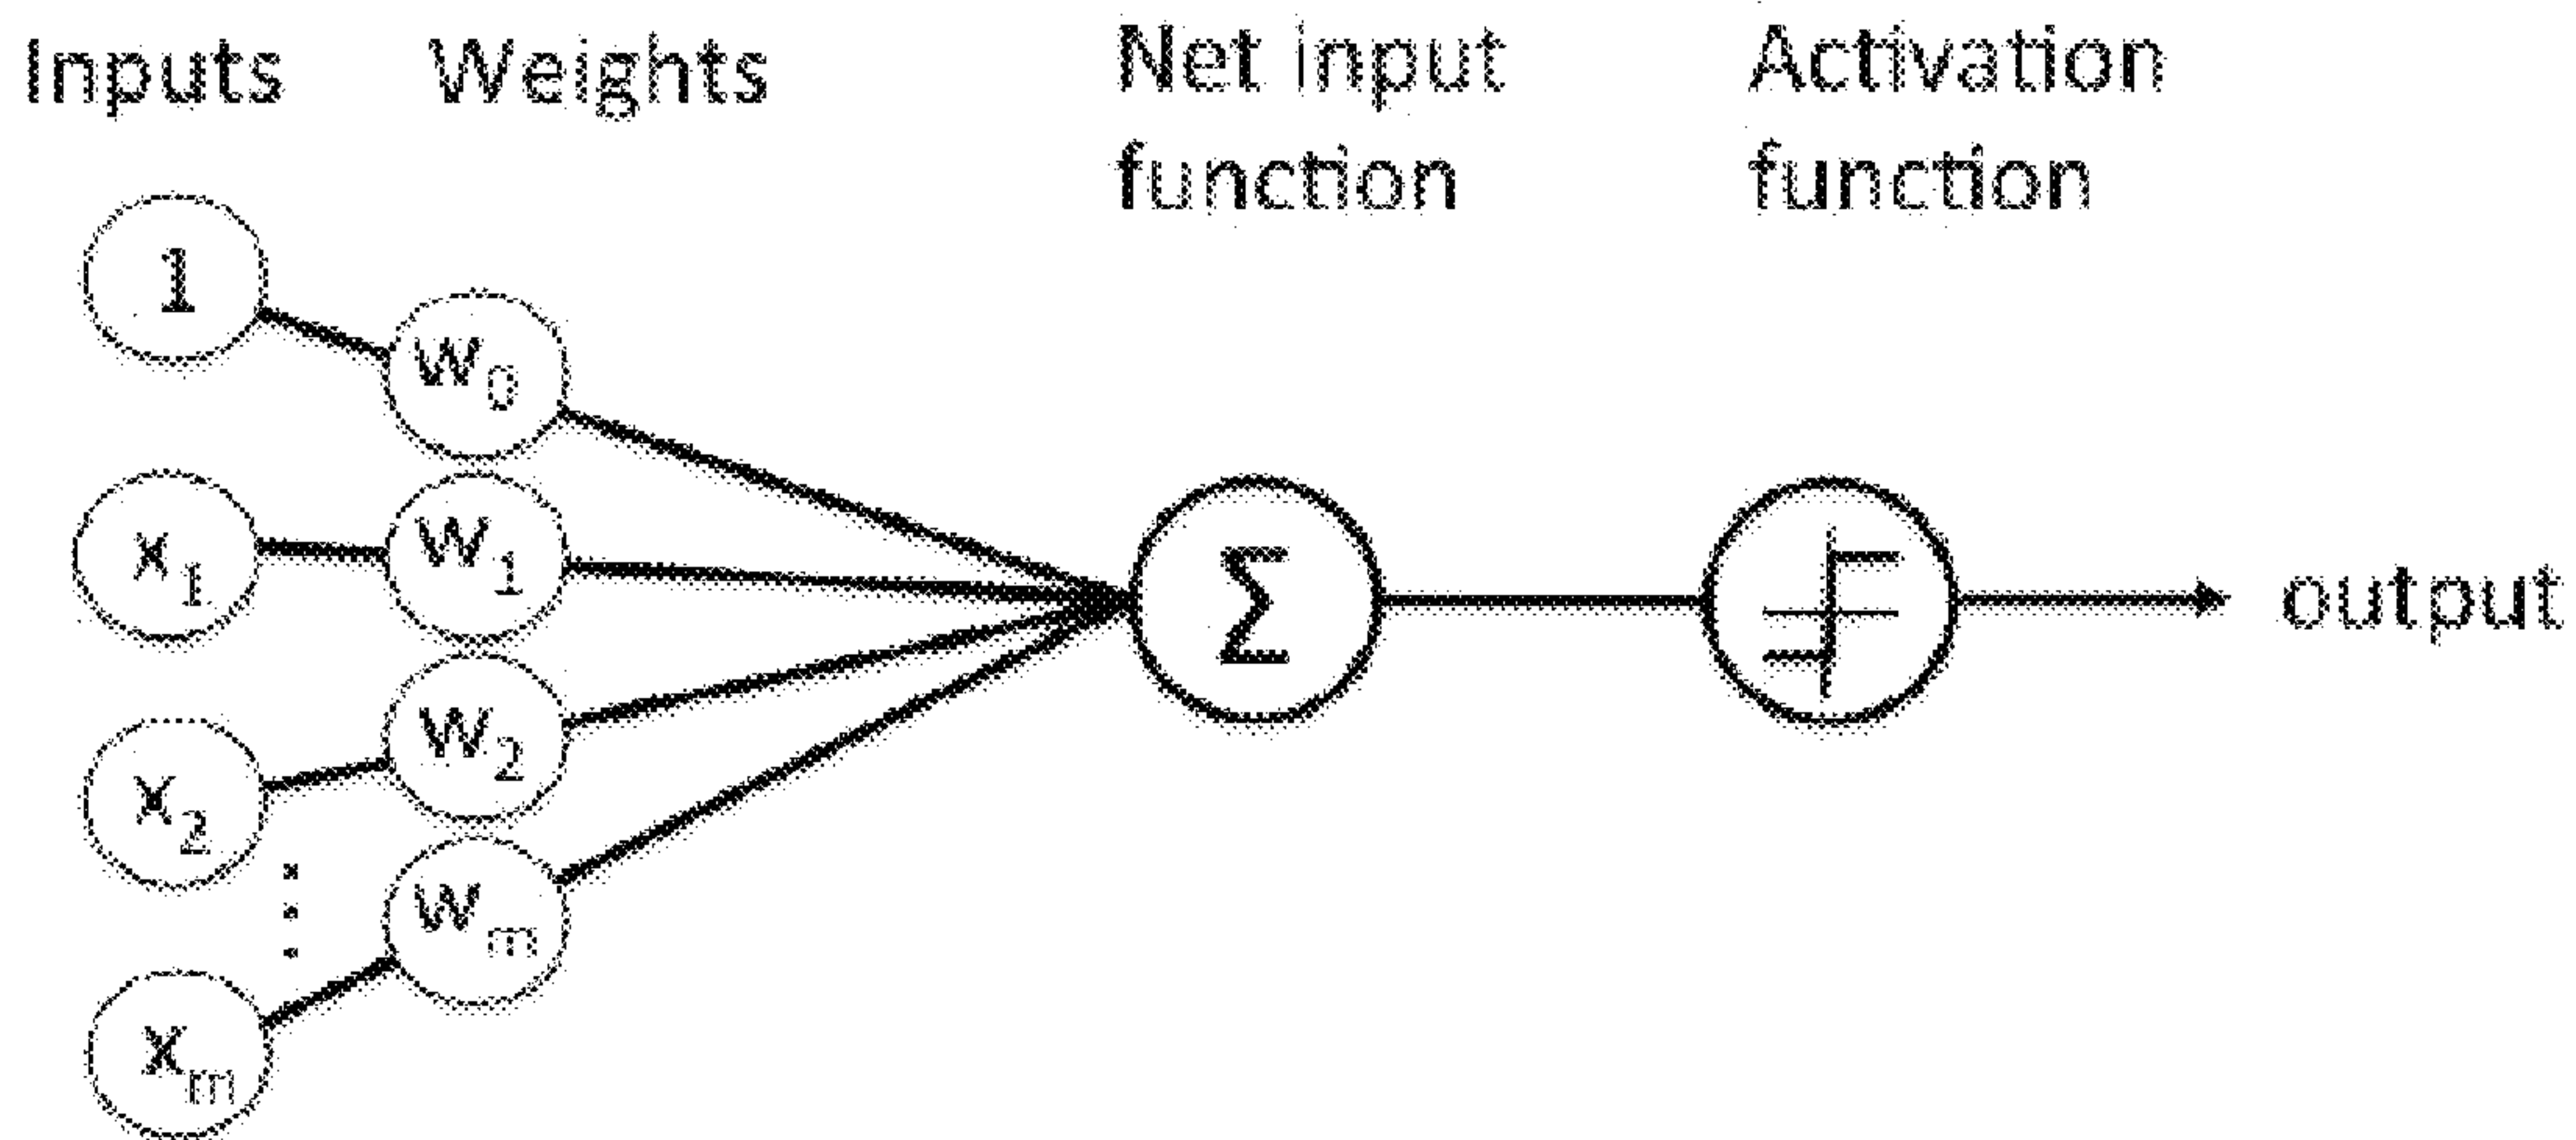 Inputs
Weights
Net input
function
Activation
function
1
w0
x1
w1
x2
w2
xm
wm
Σ
output